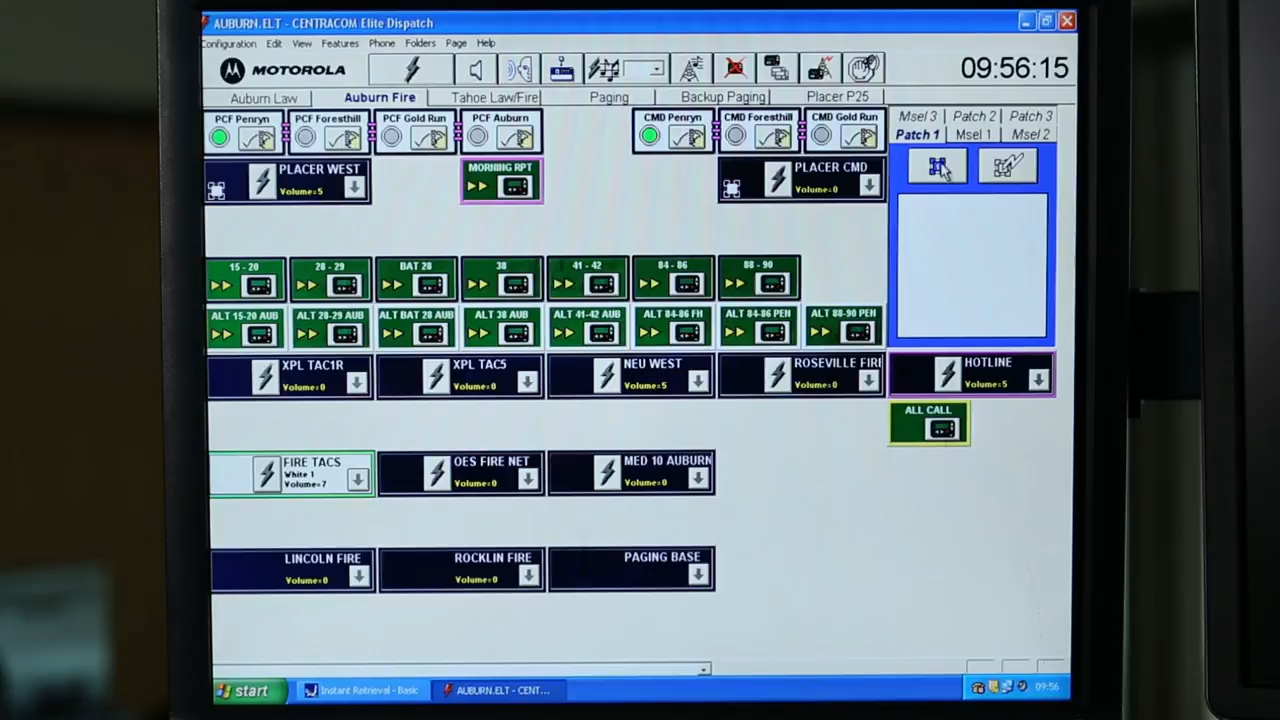 AUBURN.ELT - CENTRACOM Elite Dispatch
Configuration Edit View Features Phone Folders Page Help
MOTOROLA
09:56:15
Auburn Law Auburn Fire Tahoe Law/Fire Paging Backup Paging Placer P25
Msel 3 Patch 2 Patch 3
Patch 1 Msel 1 Msel 2
PCF Penryn PCF Foresthill PCF Gold Run PCF Auburn CMD Penryn CMD Foresthill CMD Gold Run
PLACER WEST
Volume=5
MORNING RPT
PLACER CMD
Volume=0
15 - 20 28 - 29 BAT 28 38 41 - 42 84 - 86 88 - 90
ALT 15-20 AUB ALT 28-29 AUB ALT BAT 28 AUB ALT 38 AUB ALT 41-42 AUB ALT 84-86 FH ALT 84-86 PEN ALT 88-90 PEN
XPL TAC1R XPL TAC5 NEU WEST ROSEVILLE FIRI HOTLINE
Volume=0 Volume=0 Volume=5 Volume=0 Volume=5
ALL CALL
FIRE TACS
White 1
Volume=7
OES FIRE NET
Volume=0
MED 10 AUBURN
Volume=0
LINCOLN FIRE
Volume=0
ROCKLIN FIRE
Volume=0
PAGING BASE
start
Instant Retrieval - Basic
AUBURN.ELT - CENT...
09:56